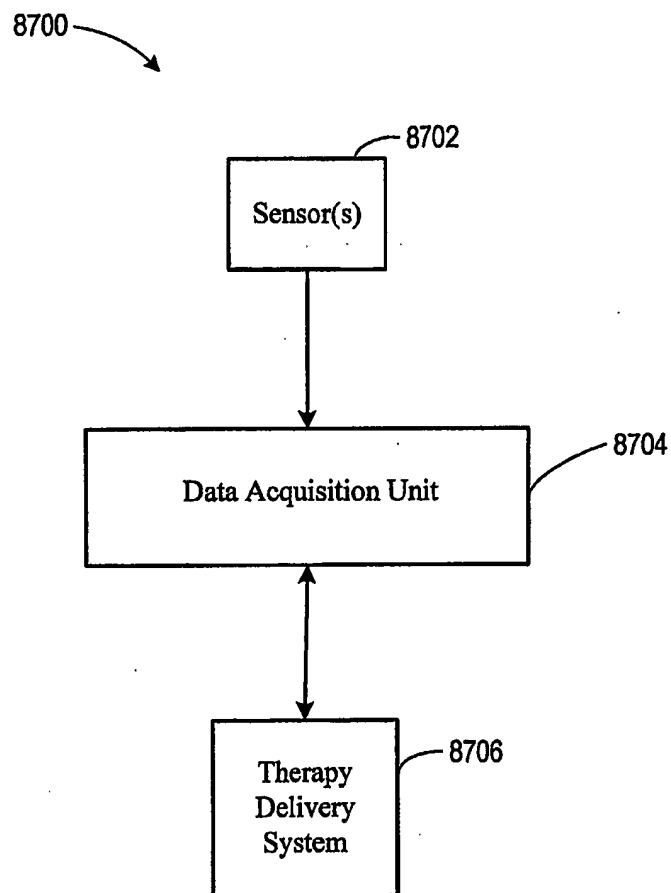 8700
8702
Sensor(s)
8704
Data Acquisition Unit
8706
Therapy
Delivery
System